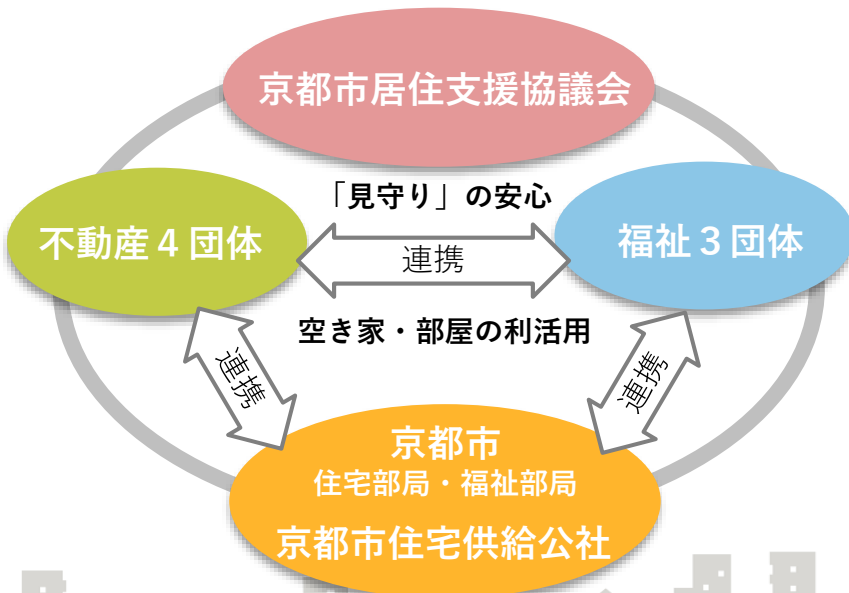 京都市居住支援協議会
「見守り」の安心
不動産４団体
連携
福祉３団体
空き家・部屋の利活用
連携
連携
京都市
住宅部局・福祉部局
京都市住宅供給公社